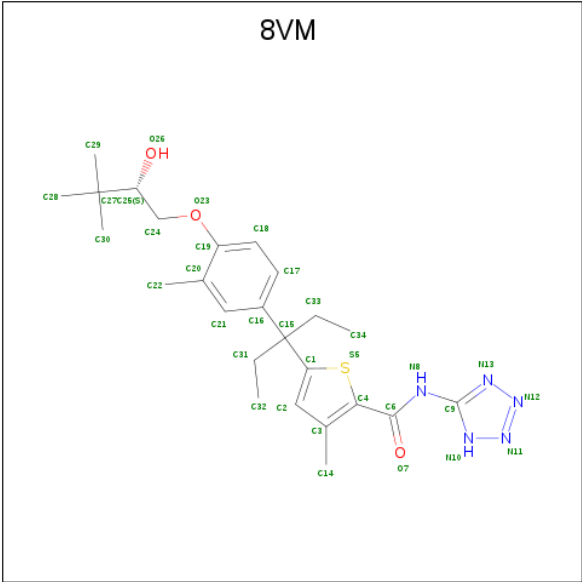 8VM
O26
C29
OH
C28
C27C25(S)
O23
C30
O
C24
C18
C19
C20
C17
C22
C33
C21
C16
C15
C34
N8
N13
C31
S5
H
C1
S
N
N
C4
N
N12
C2
C6
C9
C32
C3
N
N
O
H
N11
C14
O7
N10